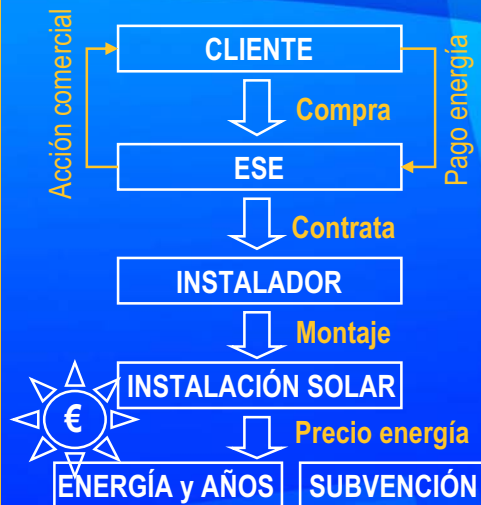 CLIENTE
Acción comercial
Pago energía
Compra
ESE
Contrata
INSTALADOR
Montaje
INSTALACIÓN SOLAR
€
Precio energía
ENERGÍA y AÑOS
SUBVENCIÓN